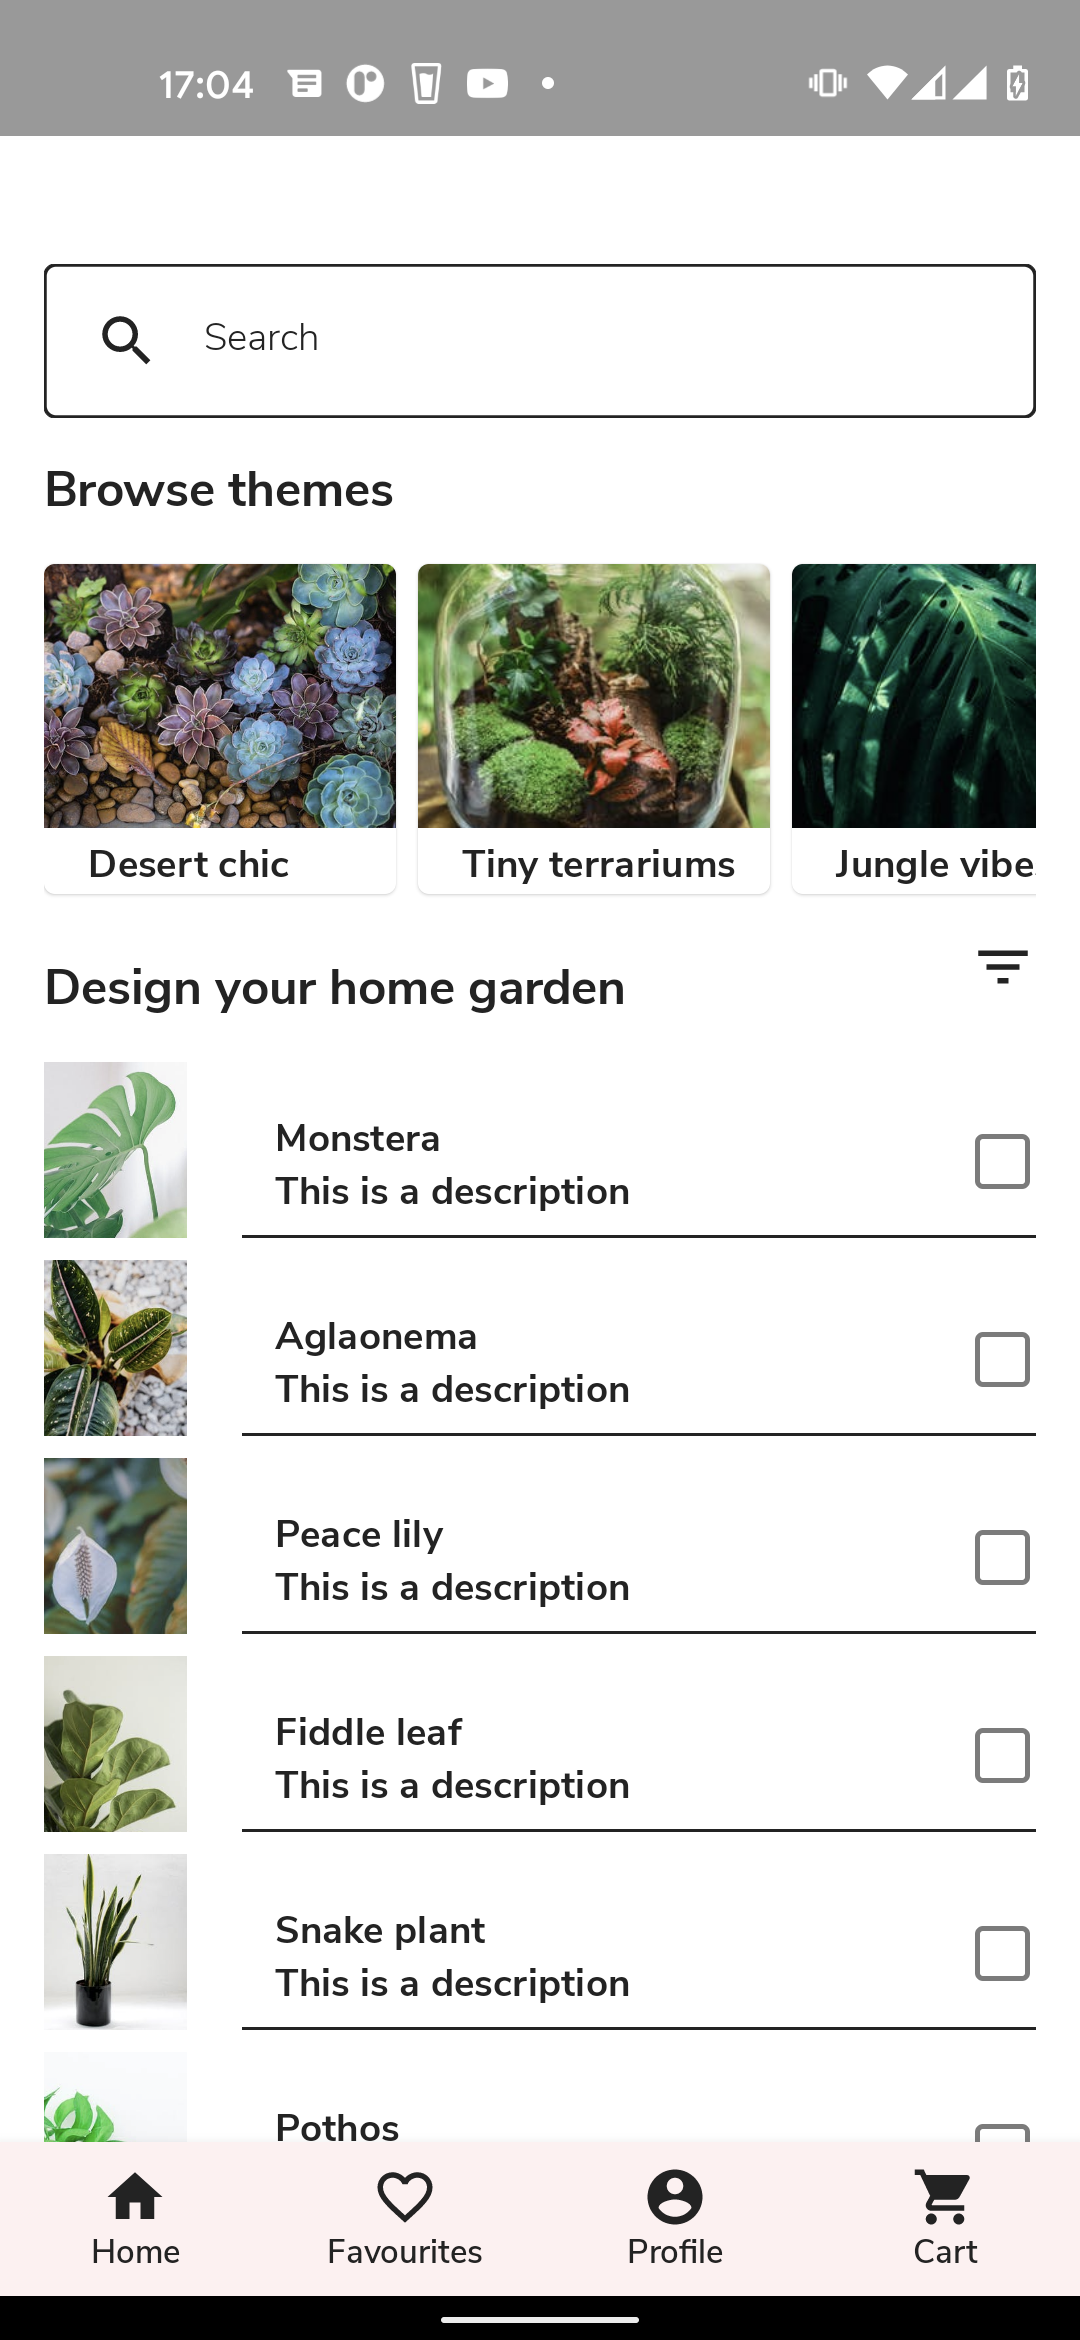 17:04
Search
Browse themes
Desert chic
Tiny terrariums
Jungle vibes
Design your home garden
Monstera
This is a description
Aglaonema
This is a description
Peace lily
This is a description
Fiddle leaf
This is a description
Snake plant
This is a description
Pothos
Home
Favourites
Profile
Cart